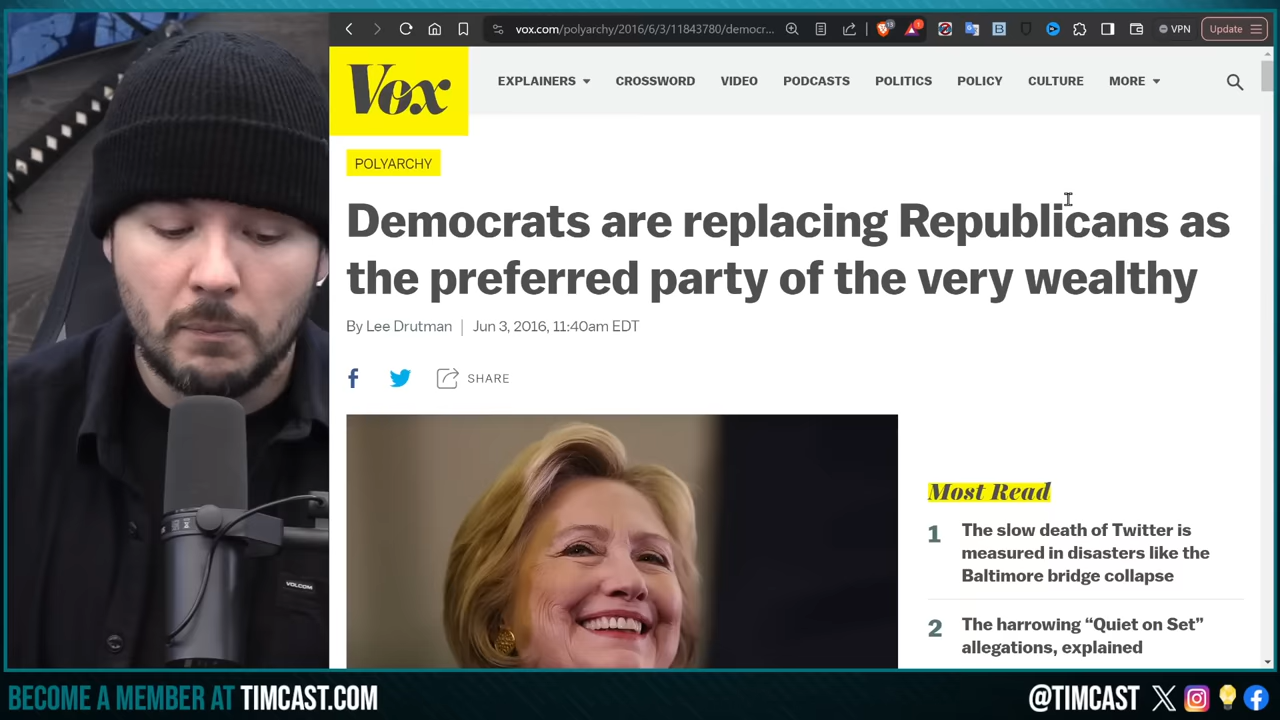 vox.com/polyarchy/2016/6/3/11843780/democr...
VPN
Update
Vox
EXPLAINERS
CROSSWORD
VIDEO
PODCASTS
POLITICS
POLICY
CULTURE
MORE
POLYARCHY
Democrats are replacing Republicans as
the preferred party of the very wealthy
By Lee Drutman | Jun 3, 2016, 11:40am EDT
SHARE
Most Read
1 The slow death of Twitter is
measured in disasters like the
Baltimore bridge collapse
2 The harrowing “Quiet on Set”
allegations, explained
VOLCOM
BECOME A MEMBER AT TIMCAST.COM
@TIMCAST